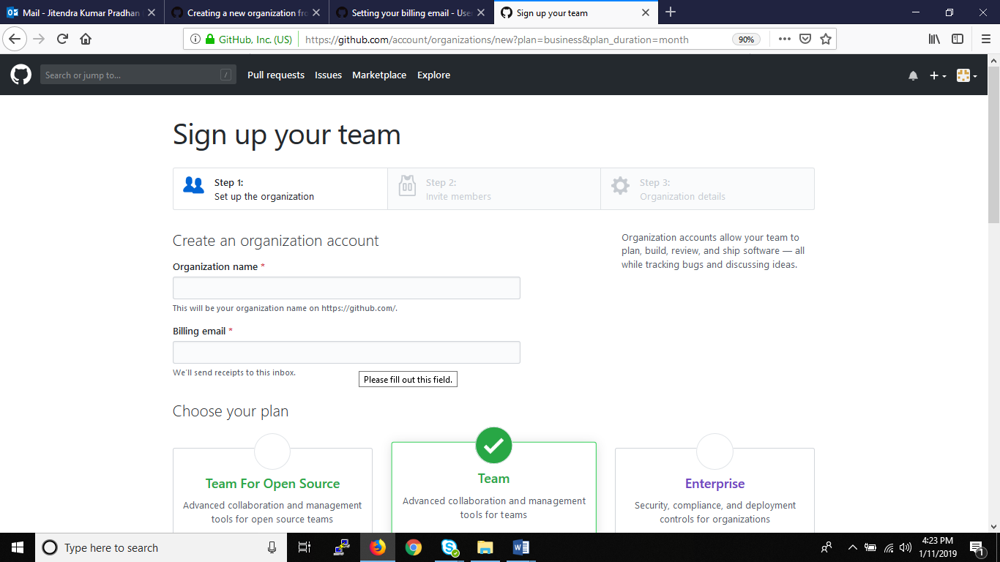 Mail - Jitendra Kumar Pradhan
Creating a new organization fro
Setting your billing email - User
Sign up your team
GitHub, Inc. (US)
https://github.com/account/organizations/new?plan=business&plan_duration=month
90%
Search or jump to...
/
Pull requests
Issues
Marketplace
Explore
Sign up your team
Step 1:
Set up the organization
Step 2:
Invite members
Step 3:
Organization details
Create an organization account
Organization name *
This will be your organization name on https://github.com/.
Billing email *
We'll send receipts to this inbox.
Please fill out this field.
Organization accounts allow your team to
plan, build, review, and ship software — all
while tracking bugs and discussing ideas.
Choose your plan
Team For Open Source
Advanced collaboration and management
tools for open source teams
Team
Advanced collaboration and management
tools for teams
Enterprise
Security, compliance, and deployment
controls for organizations
Type here to search
4:23 PM
1/11/2019
1